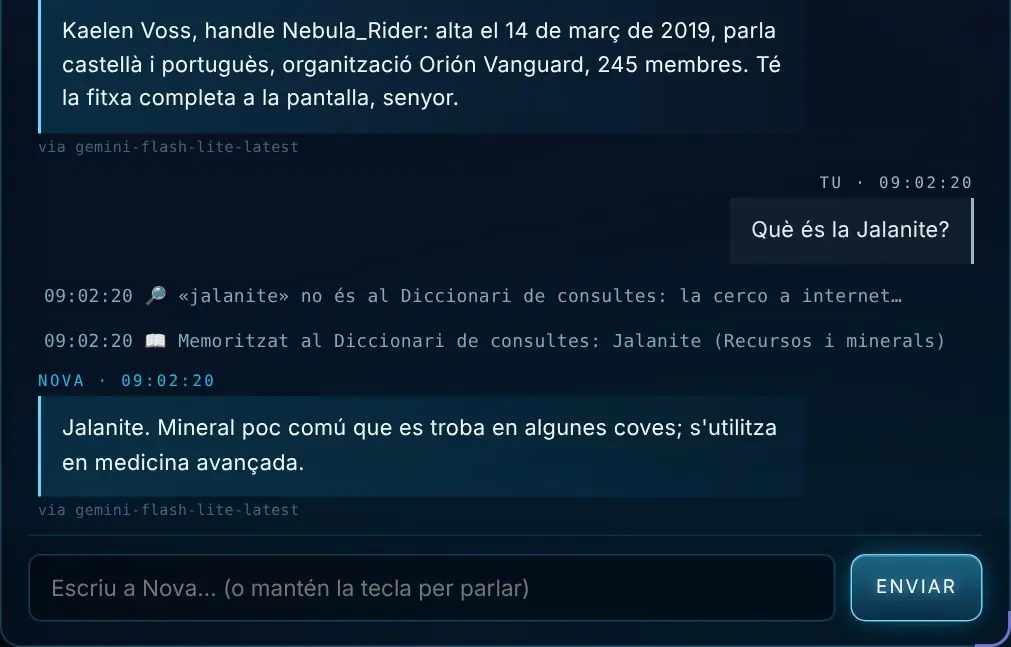 Kaelen Voss, handle Nebula_Rider: alta el 14 de març de 2019, parla
castellà i portuguès, organització Orión Vanguard, 245 membres. Té
la fitxa completa a la pantalla, senyor.
via gemini-flash-lite-latest
TU · 09:02:20
Què és la Jalanite?
09:02:20 🔎 «jalanite» no és al Diccionari de consultes: la cerco a internet…
09:02:20 📖 Memoritzat al Diccionari de consultes: Jalanite (Recursos i minerals)
NOVA · 09:02:20
Jalanite. Mineral poc comú que es troba en algunes coves; s'utilitza
en medicina avançada.
via gemini-flash-lite-latest
Escriu a Nova... (o mantén la tecla per parlar)
ENVIAR